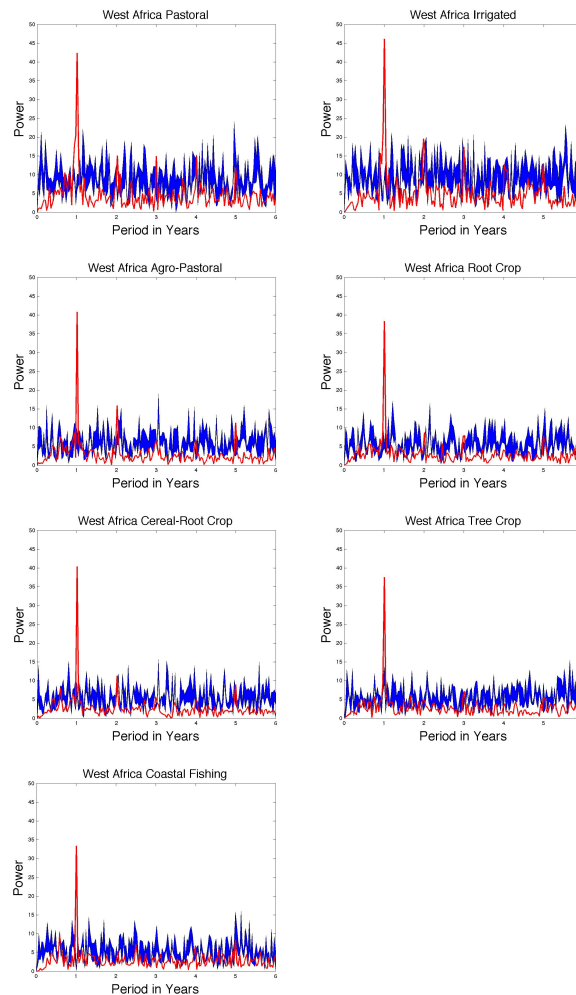 West Africa Pastoral
50
45
40
35
30
25
20
15
10
5
0
0 1 2 3 4 5 6
Power
Period in Years
West Africa Irrigated
50
45
40
35
30
25
20
15
10
5
0
0 1 2 3 4 5
Power
Period in Years
West Africa Agro-Pastoral
50
45
40
35
30
25
20
15
10
5
0
0 1 2 3 4 5 6
Power
Period in Years
West Africa Root Crop
50
45
40
35
30
25
20
15
10
5
0
0 1 2 3 4 5
Power
Period in Years
West Africa Cereal-Root Crop
50
45
40
35
30
25
20
15
10
5
0
0 1 2 3 4 5 6
Power
Period in Years
West Africa Tree Crop
50
45
40
35
30
25
20
15
10
5
0
0 1 2 3 4 5
Power
Period in Years
West Africa Coastal Fishing
50
45
40
35
30
25
20
15
10
5
0
0 1 2 3 4 5 6
Power
Period in Years